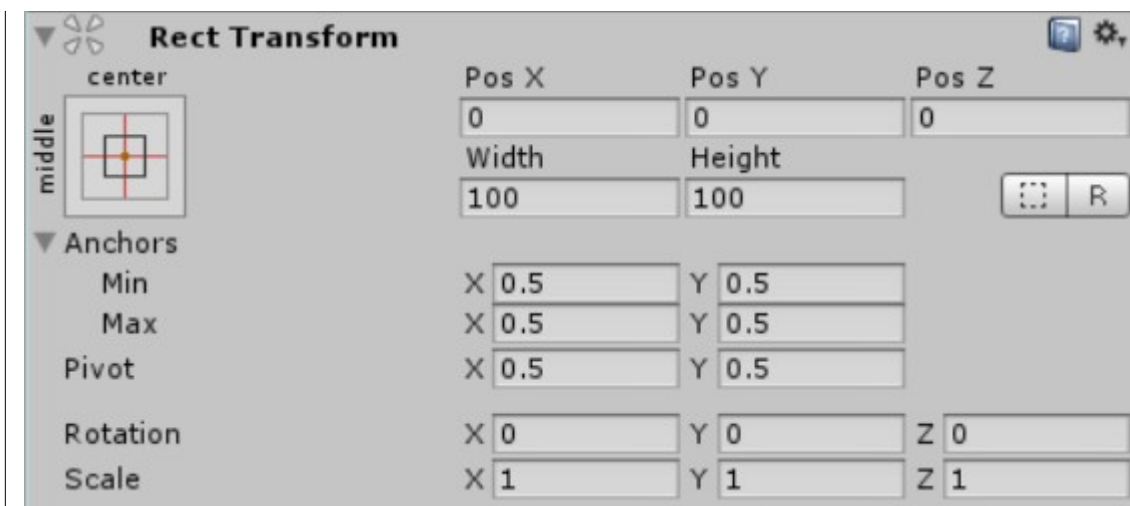 Rect Transform
center
middle
Pos X Pos Y Pos Z
0 0 0
Width Height
100 100
R
Anchors
Min X 0.5 Y 0.5
Max X 0.5 Y 0.5
Pivot X 0.5 Y 0.5
Rotation X 0 Y 0 Z 0
Scale X 1 Y 1 Z 1